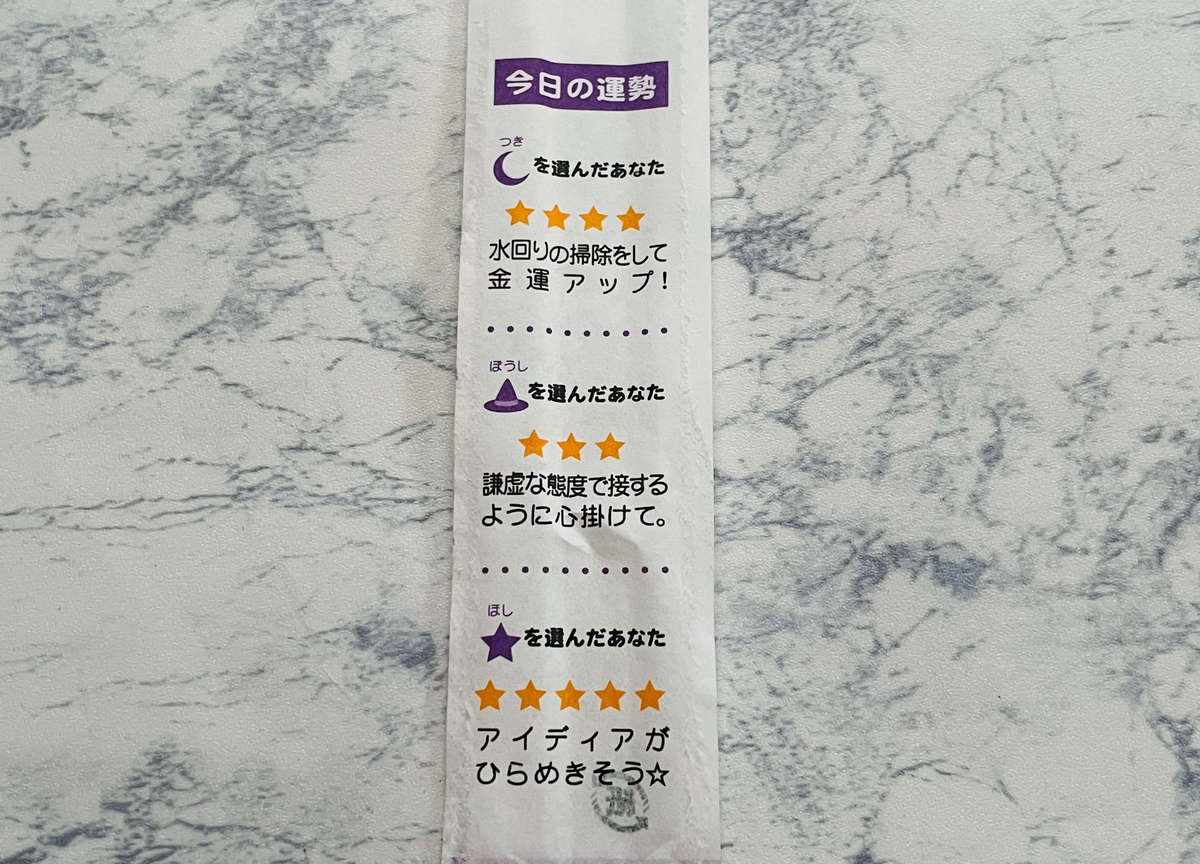 今日の運勢
つき
を選んだあなた
★★★★
水回りの掃除をして
金運アップ！
ぼうし
を選んだあなた
★★★
謙虚な態度で接する
ように心掛けて。
ほし
★を選んだあなた
★★★★★
アイディアが
ひらめきそう☆